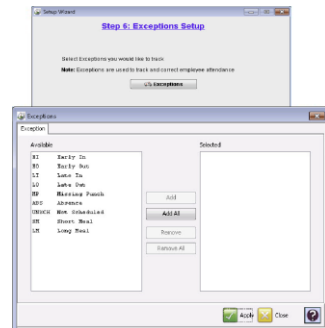 Setup Wizard
Step 6: Exceptions Setup
Select Exceptions you would like to track
Note: Exceptions are used to track and correct employee attendance
Exceptions
Exceptions
Exception
Available
Selected
EI Early In
EO Early Out
LI Late In
LO Late Out
MP Missing Punch
ABS Absence
UNSCH Not Scheduled
SM Short Meal
LM Long Meal
Add
Add All
Remove
Remove All
Apply
Close